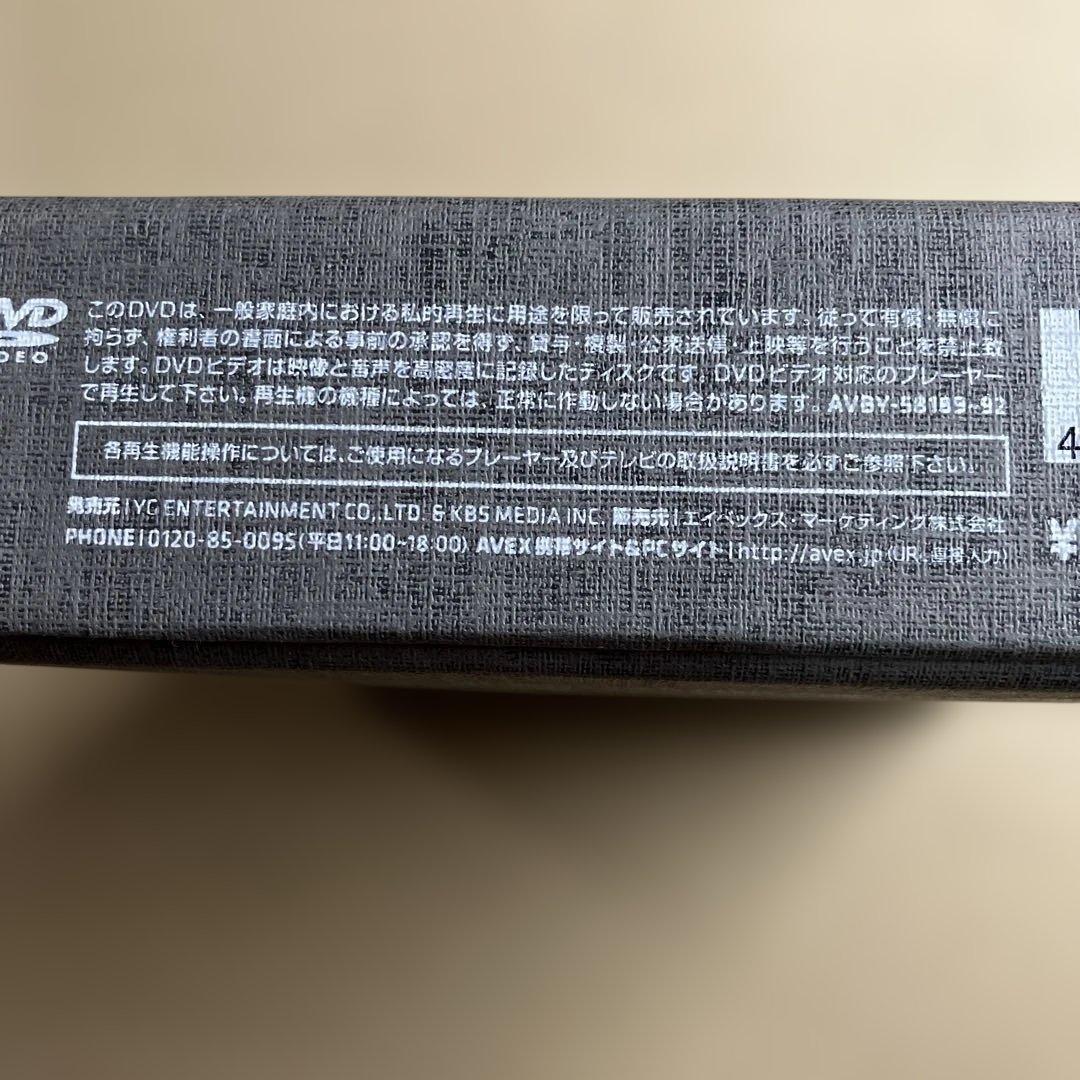 このDVDは、一般家庭内における私的再生に用途を限って販売されています。従って有償・無償に
拘らず、権利者の書面による事前の承認を得ず、貸与・複製・公衆送信・上映等を行うことを禁止致
します。DVDビデオは映像と音声を高密度に記録したディスクです。DVDビデオ対応のプレーヤー
で再生して下さい。再生機の機種によっては、正常に作動しない場合があります。AVBY-58189~92
各再生機能操作については、ご使用になるプレーヤー及びテレビの取扱説明書を必ずご参照下さい。
発売元|YG ENTERTAINMENT CO.,LTD. & KBS MEDIA INC. 販売元|エイベックス・マーケティング株式会社
PHONE|0120-85-0095(平日11:00~18:00) AVEX携帯サイト&PCサイト|http://avex.jp(URL直接入力)
4
¥